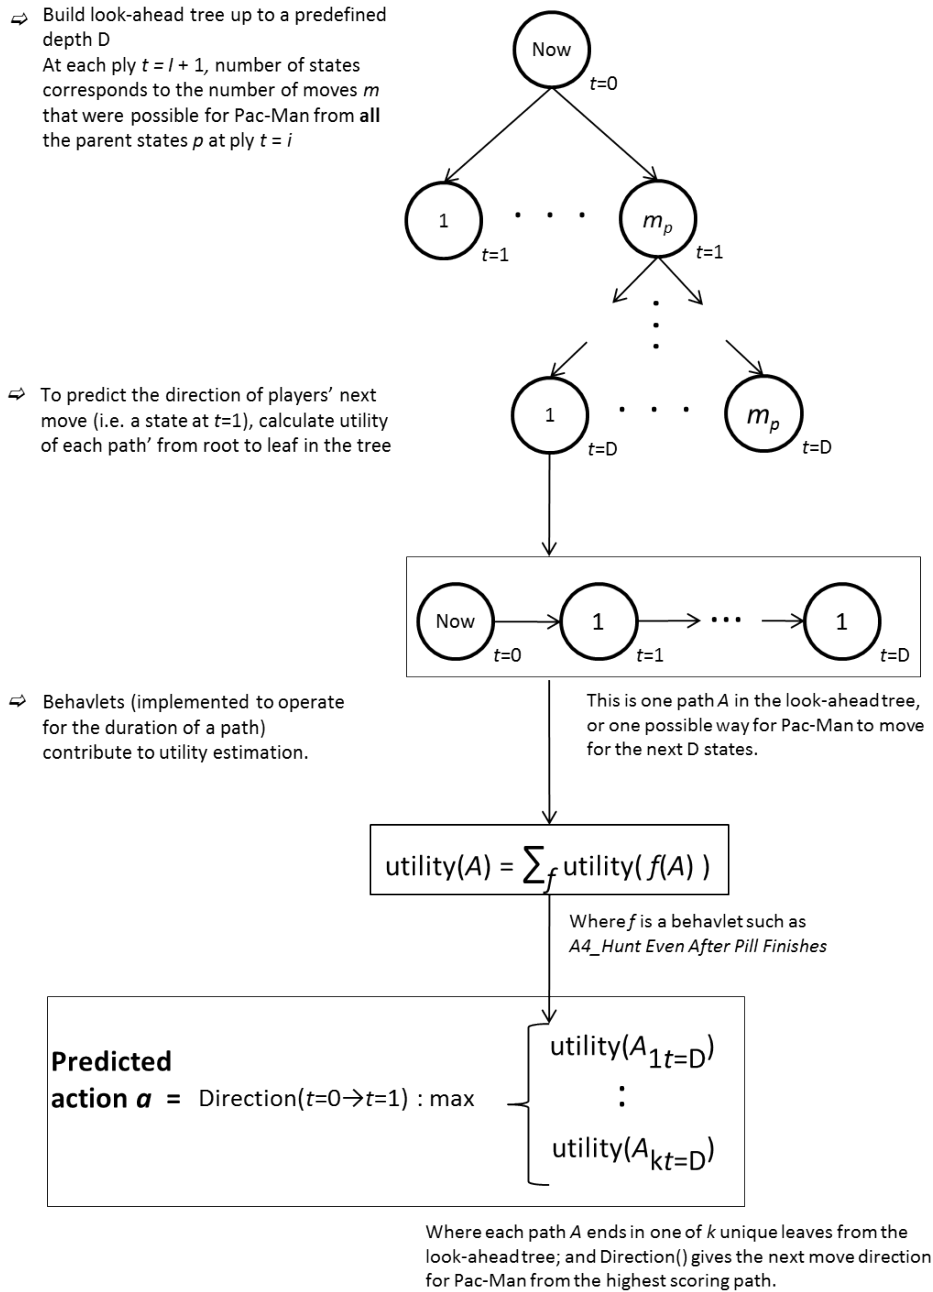 ⇨ Build look-ahead tree up to a predefined
depth D
At each ply t = I + 1, number of states
corresponds to the number of moves m
that were possible for Pac-Man from all
the parent states p at ply t = i
Now
t=0
1
t=1
. . .
mp
t=1
⇨ To predict the direction of players’ next
move (i.e. a state at t=1), calculate utility
of each path’ from root to leaf in the tree
1
t=D
. . .
mp
t=D
Now
t=0
1
t=1
...
1
t=D
⇨ Behavlets (implemented to operate
for the duration of a path)
contribute to utility estimation.
This is one path A in the look-ahead tree,
or one possible way for Pac-Man to move
for the next D states.
utility(A) = ∑f utility( f(A) )
Where f is a behavlet such as
A4_Hunt Even After Pill Finishes
Predicted
action a = Direction(t=0→t=1) : max
utility(A1t=D)
:
utility(Akt=D)
Where each path A ends in one of k unique leaves from the
look-ahead tree; and Direction() gives the next move direction
for Pac-Man from the highest scoring path.